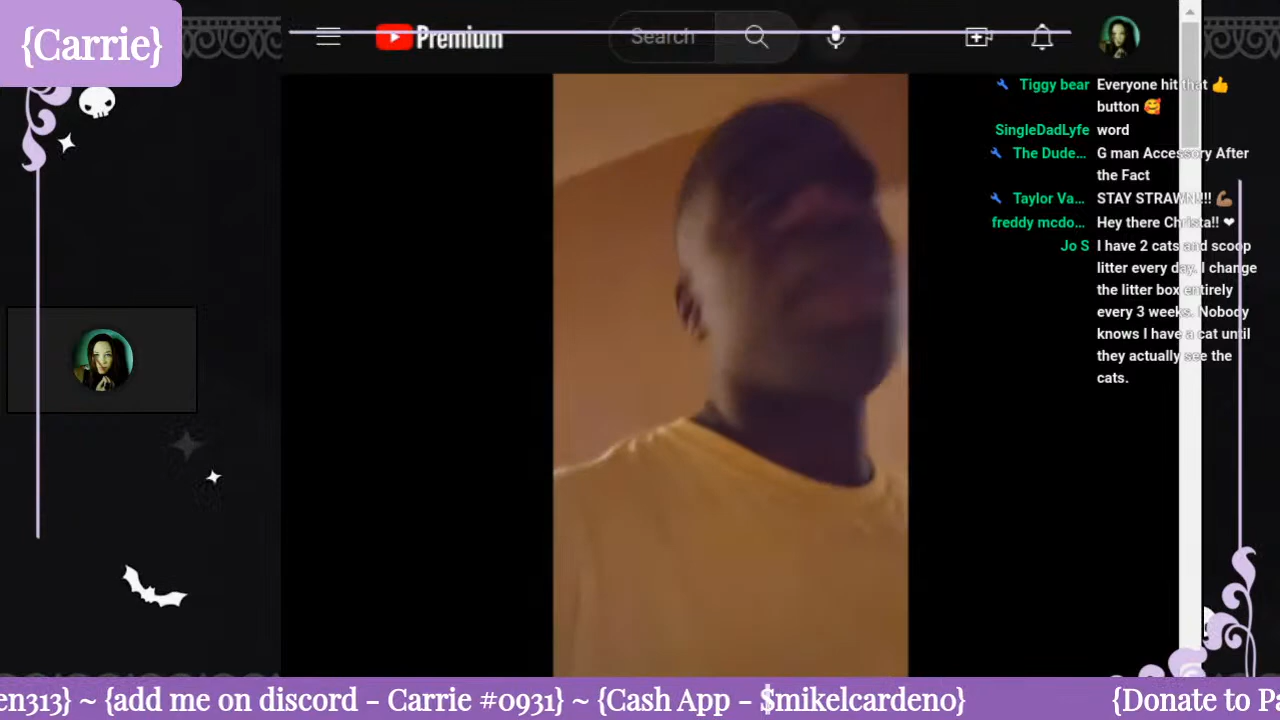 {Carrie}
Premium
Search
Tiggy bear Everyone hit that 👍
button 🥰
SingleDadLyfe word
The Dude... G man Accessory After
the Fact
Taylor Va... STAY STRAWN!!! 💪🏾
freddy mcdo... Hey there Christa!! ❤
Jo S I have 2 cats and scoop
litter every day. I change
the litter box entirely
every 3 weeks. Nobody
knows I have a cat until
they actually see the
cats.
en313} ~ {add me on discord - Carrie #0931} ~ {Cash App - $mikelcardeno} {Donate to Pa